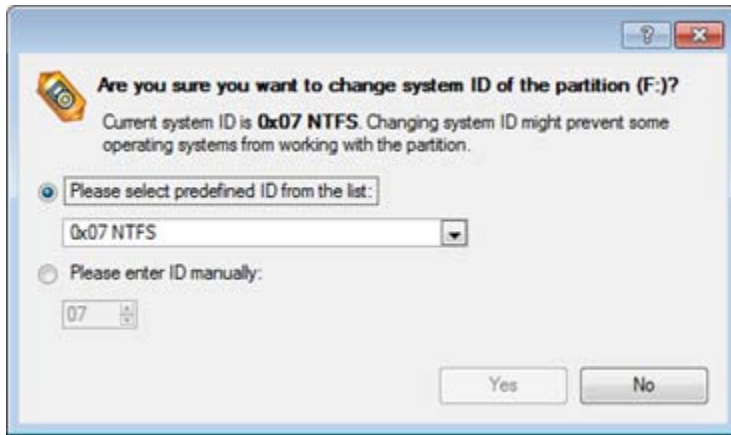 ?
Are you sure you want to change system ID of the partition (F:)?
Current system ID is 0x07 NTFS. Changing system ID might prevent some
operating systems from working with the partition.
Please select predefined ID from the list:
0x07 NTFS
Please enter ID manually:
07
Yes No